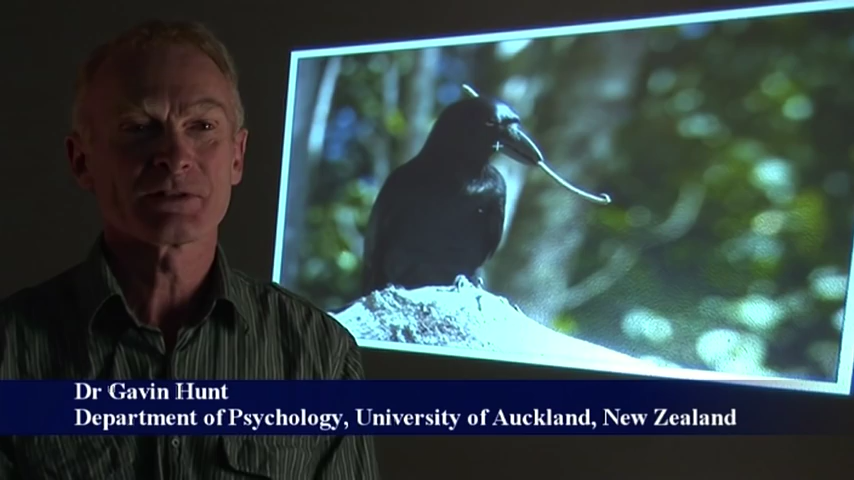 Dr Gavin Hunt
Department of Psychology, University of Auckland, New Zealand